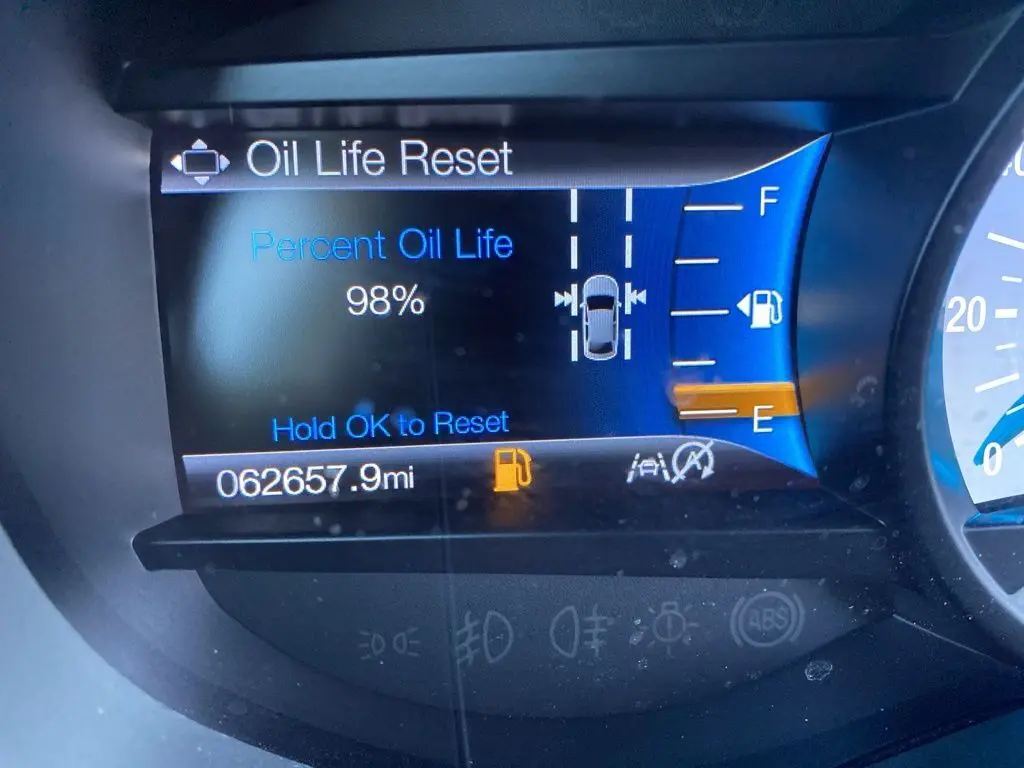 Oil Life Reset
F
Percent Oil Life
98%
20
E
Hold OK to Reset
0
062657.9mi
ABS